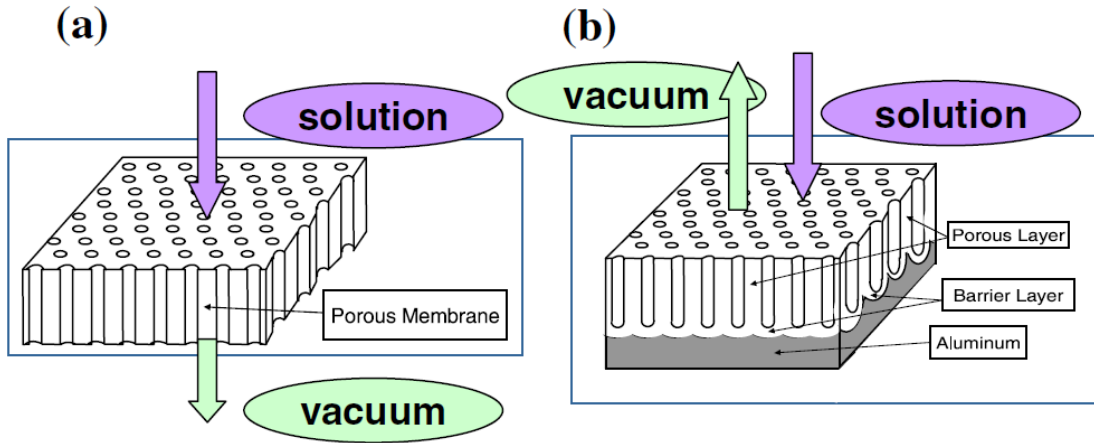 (a)
solution
Porous Membrane
vacuum
(b)
vacuum
solution
Porous Layer
Barrier Layer
Aluminum